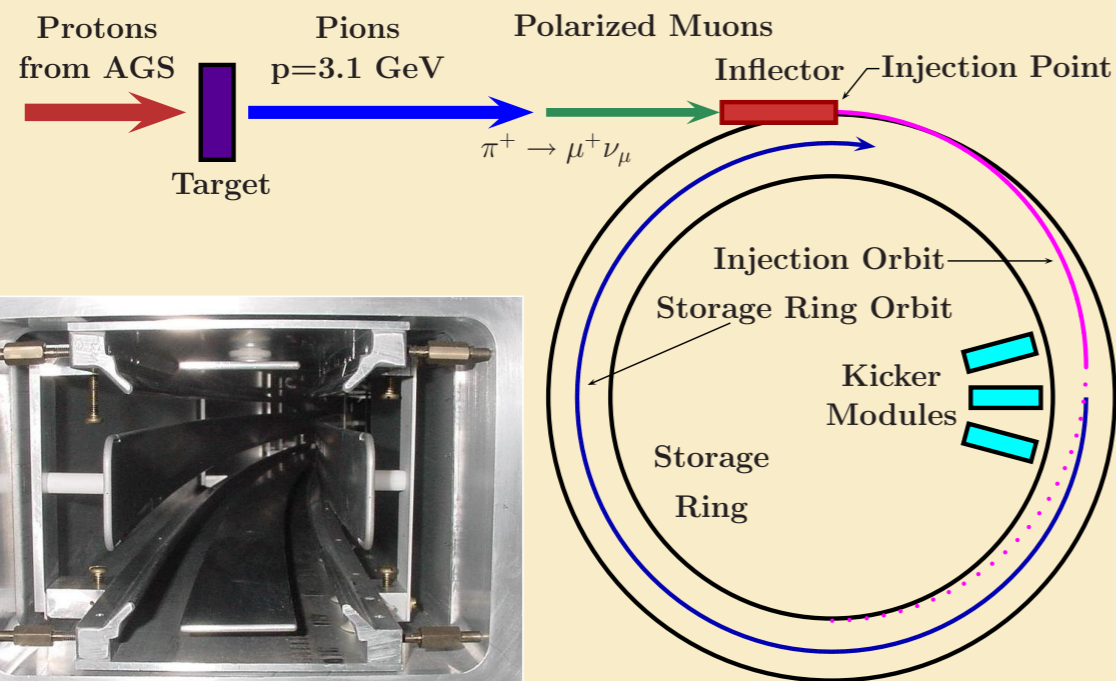 Protons
from AGS
Pions
p=3.1 GeV
Polarized Muons
Inflector
Injection Point
π⁺ → μ⁺ν_μ
Target
Injection Orbit
Storage Ring Orbit
Kicker
Modules
Storage
Ring